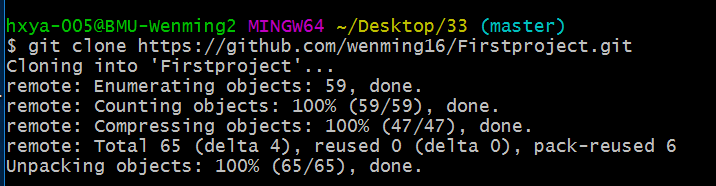 hxya-005@BMU-Wenming2 MINGW64 ~/Desktop/33 (master)
$ git clone https://github.com/wenming16/Firstproject.git
Cloning into 'Firstproject'...
remote: Enumerating objects: 59, done.
remote: Counting objects: 100% (59/59), done.
remote: Compressing objects: 100% (47/47), done.
remote: Total 65 (delta 4), reused 0 (delta 0), pack-reused 6
Unpacking objects: 100% (65/65), done.